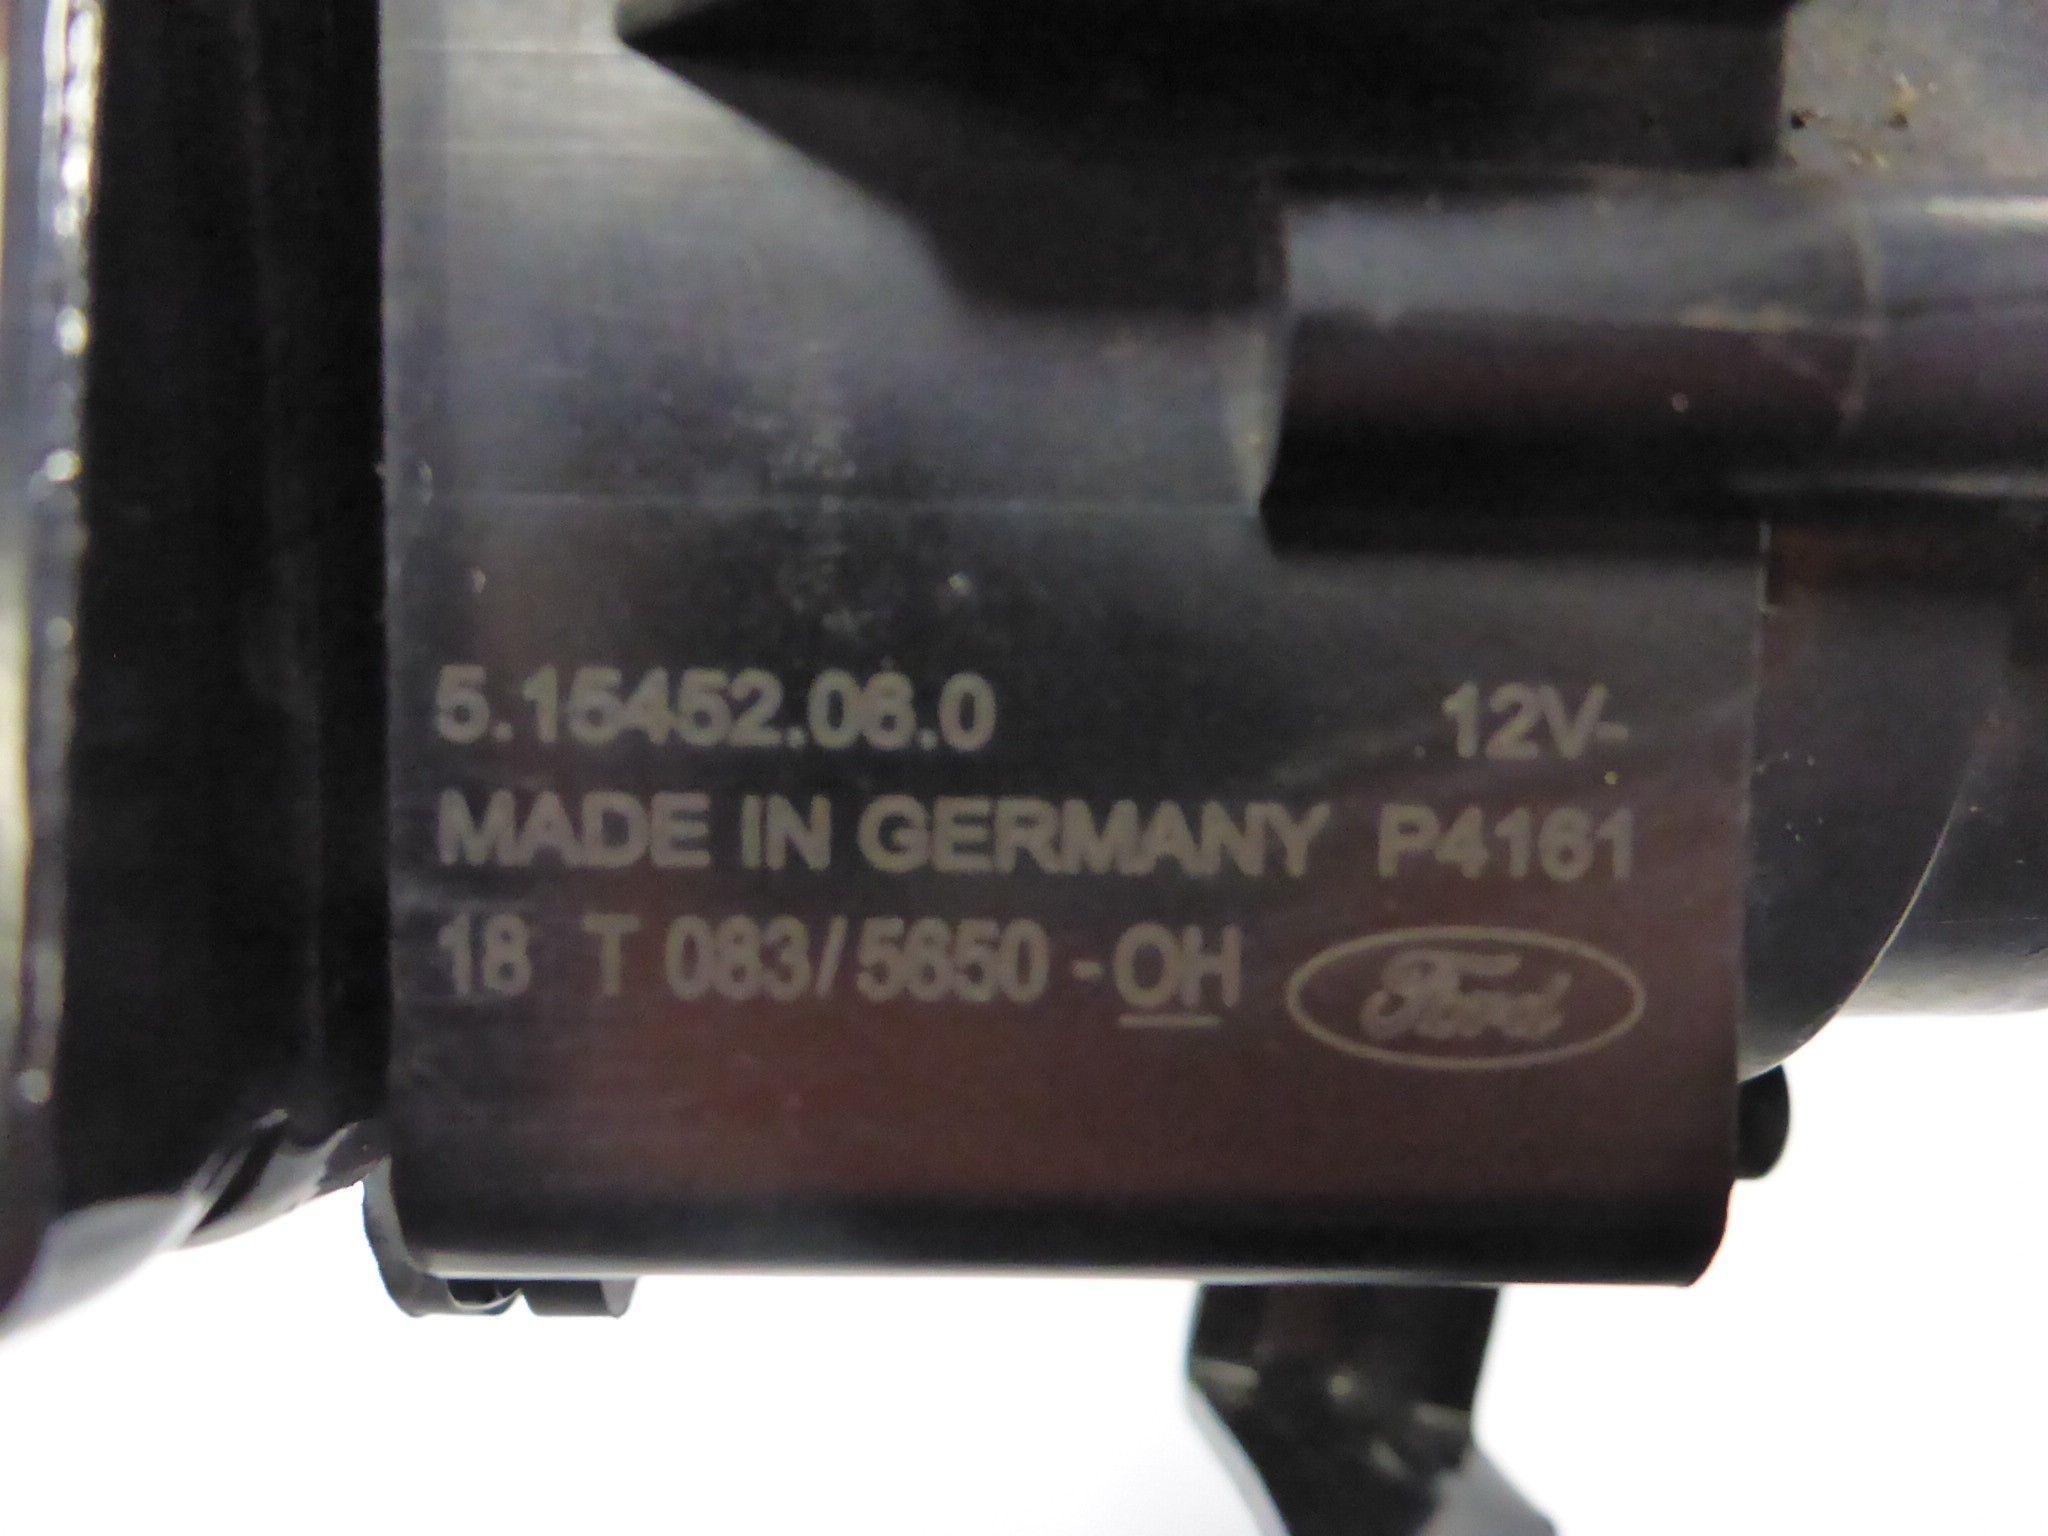 5.15452.06.0 12V-
MADE IN GERMANY P4161
18 T 083/5650-OH Ford